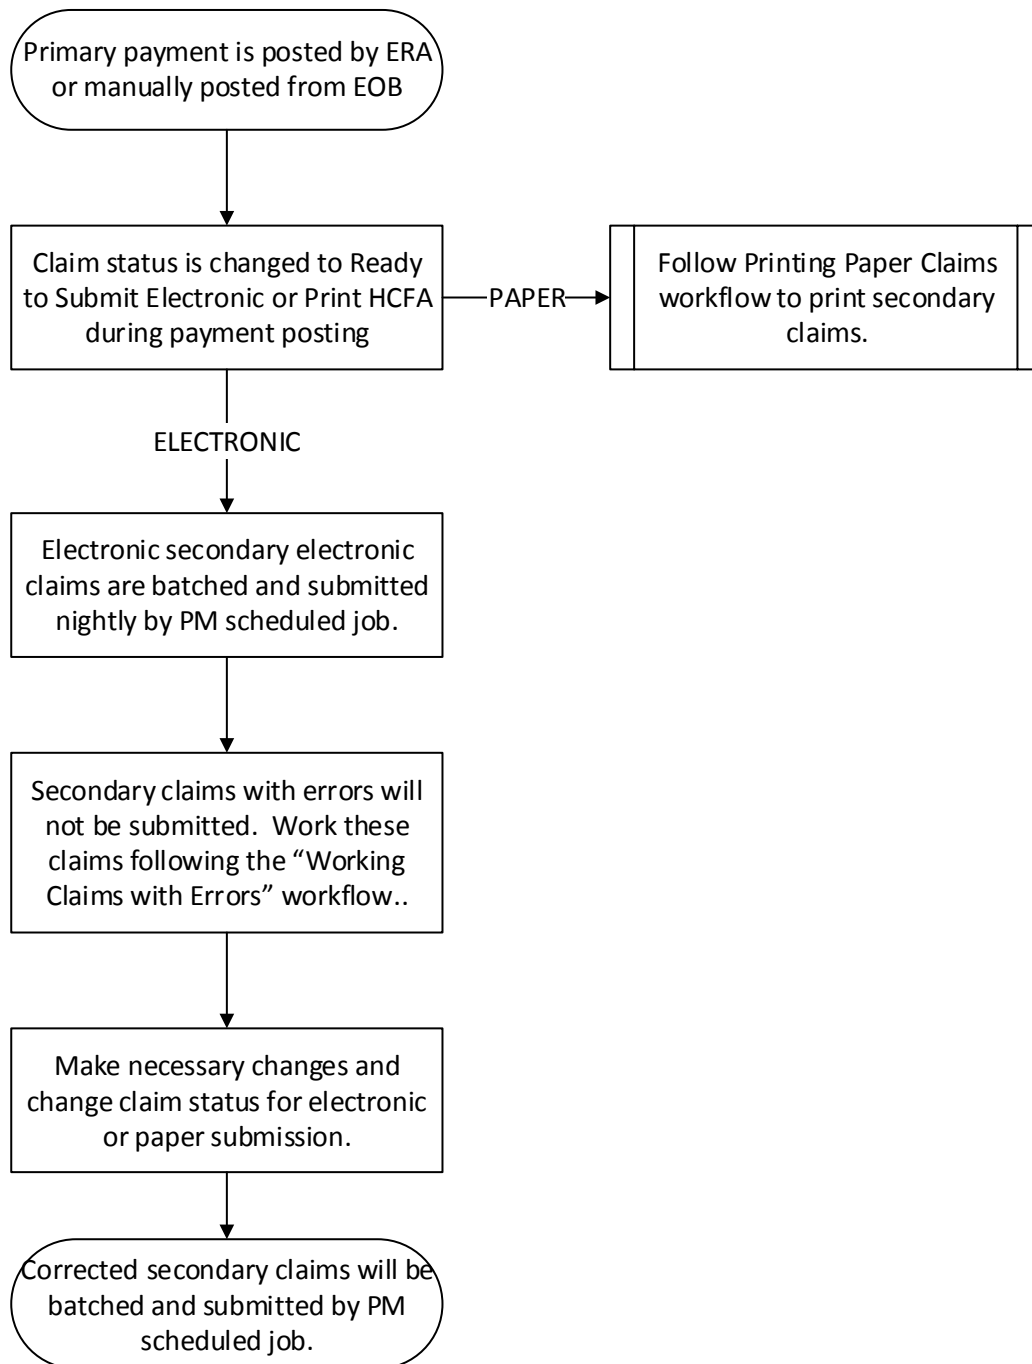 Primary payment is posted by ERA
or manually posted from EOB
Claim status is changed to Ready
to Submit Electronic or Print HCFA
during payment posting
PAPER
Follow Printing Paper Claims
workflow to print secondary
claims.
ELECTRONIC
Electronic secondary electronic
claims are batched and submitted
nightly by PM scheduled job.
Secondary claims with errors will
not be submitted.  Work these
claims following the “Working
Claims with Errors” workflow..
Make necessary changes and
change claim status for electronic
or paper submission.
Corrected secondary claims will be
batched and submitted by PM
scheduled job.